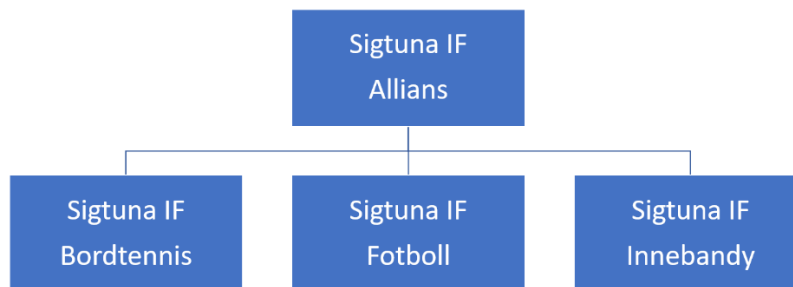 Sigtuna IF
Allians
Sigtuna IF
Bordtennis
Sigtuna IF
Fotboll
Sigtuna IF
Innebandy